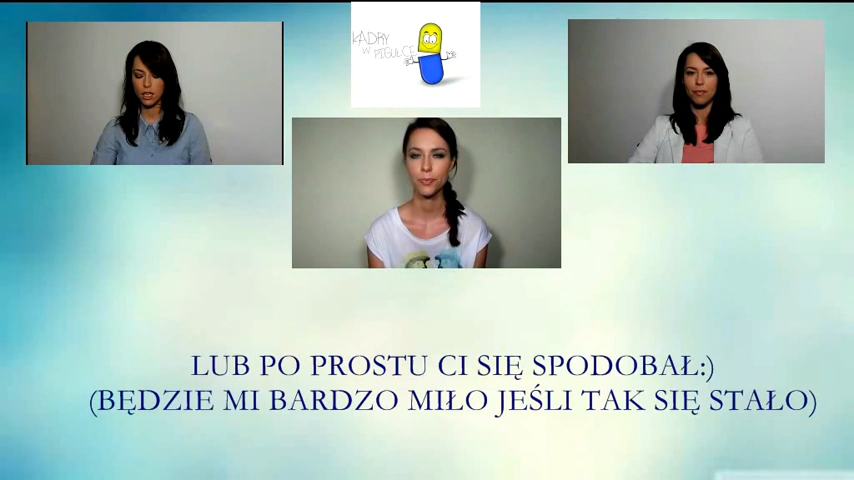 KADRY
W PIGUŁCE
LUB PO PROSTU CI SIĘ SPODOBAŁ:)
(BĘDZIE MI BARDZO MIŁO JEŚLI TAK SIĘ STAŁO)